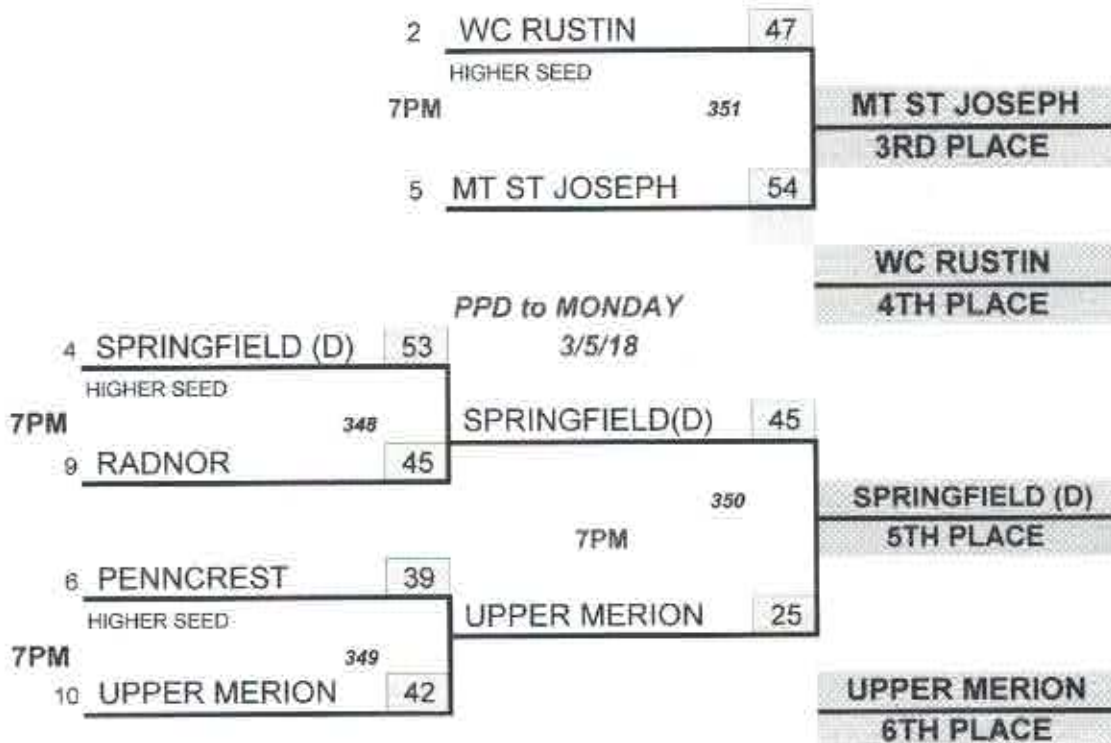 2 WC RUSTIN 47
HIGHER SEED
7PM 351
MT ST JOSEPH
3RD PLACE
5 MT ST JOSEPH 54
WC RUSTIN
4TH PLACE
PPD to MONDAY
3/5/18
4 SPRINGFIELD (D) 53
HIGHER SEED
7PM 348
9 RADNOR 45
SPRINGFIELD(D) 45
350
7PM
SPRINGFIELD (D)
5TH PLACE
6 PENNCREST 39
HIGHER SEED
7PM 349
10 UPPER MERION 42
UPPER MERION 25
UPPER MERION
6TH PLACE